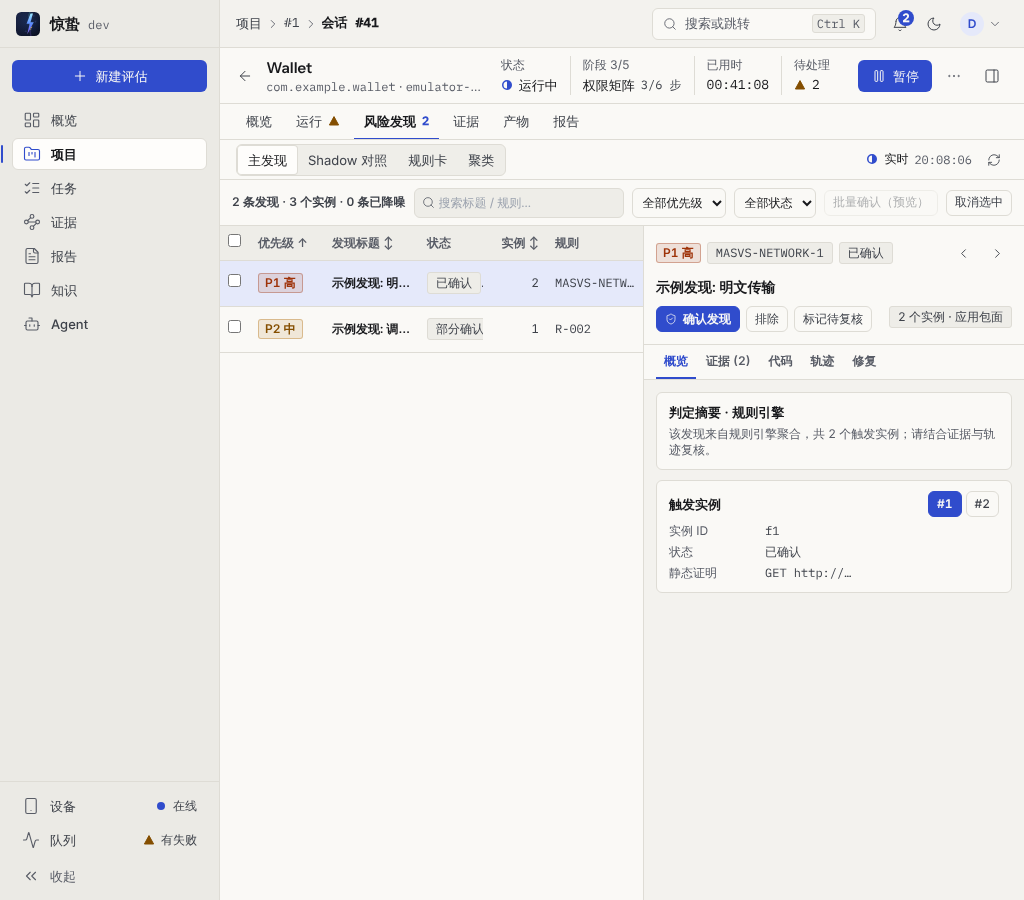 惊蛰 dev
项目 > #1 > 会话 #41
搜索或跳转 Ctrl K
2
D
新建评估
概览
项目
任务
证据
报告
知识
Agent
设备 在线
队列 有失败
收起
Wallet
com.example.wallet · emulator-…
状态
运行中
阶段 3/5
权限矩阵 3/6 步
已用时
00:41:08
待处理
2
暂停
概览 运行 风险发现 2 证据 产物 报告
主发现 Shadow 对照 规则卡 聚类
实时 20:08:06
2 条发现 · 3 个实例 · 0 条已降噪
搜索标题 / 规则…
全部优先级
全部状态
批量确认（预览）
取消选中
优先级 ↑ 发现标题 状态 实例 规则
P1 高 示例发现: 明… 已确认 2 MASVS-NETW…
P2 中 示例发现: 调… 部分确认 1 R-002
P1 高 MASVS-NETWORK-1 已确认
示例发现: 明文传输
确认发现 排除 标记待复核
2 个实例 · 应用包面
概览 证据 (2) 代码 轨迹 修复
判定摘要 · 规则引擎
该发现来自规则引擎聚合，共 2 个触发实例；请结合证据与轨
迹复核。
触发实例 #1 #2
实例 ID f1
状态 已确认
静态证明 GET http://…